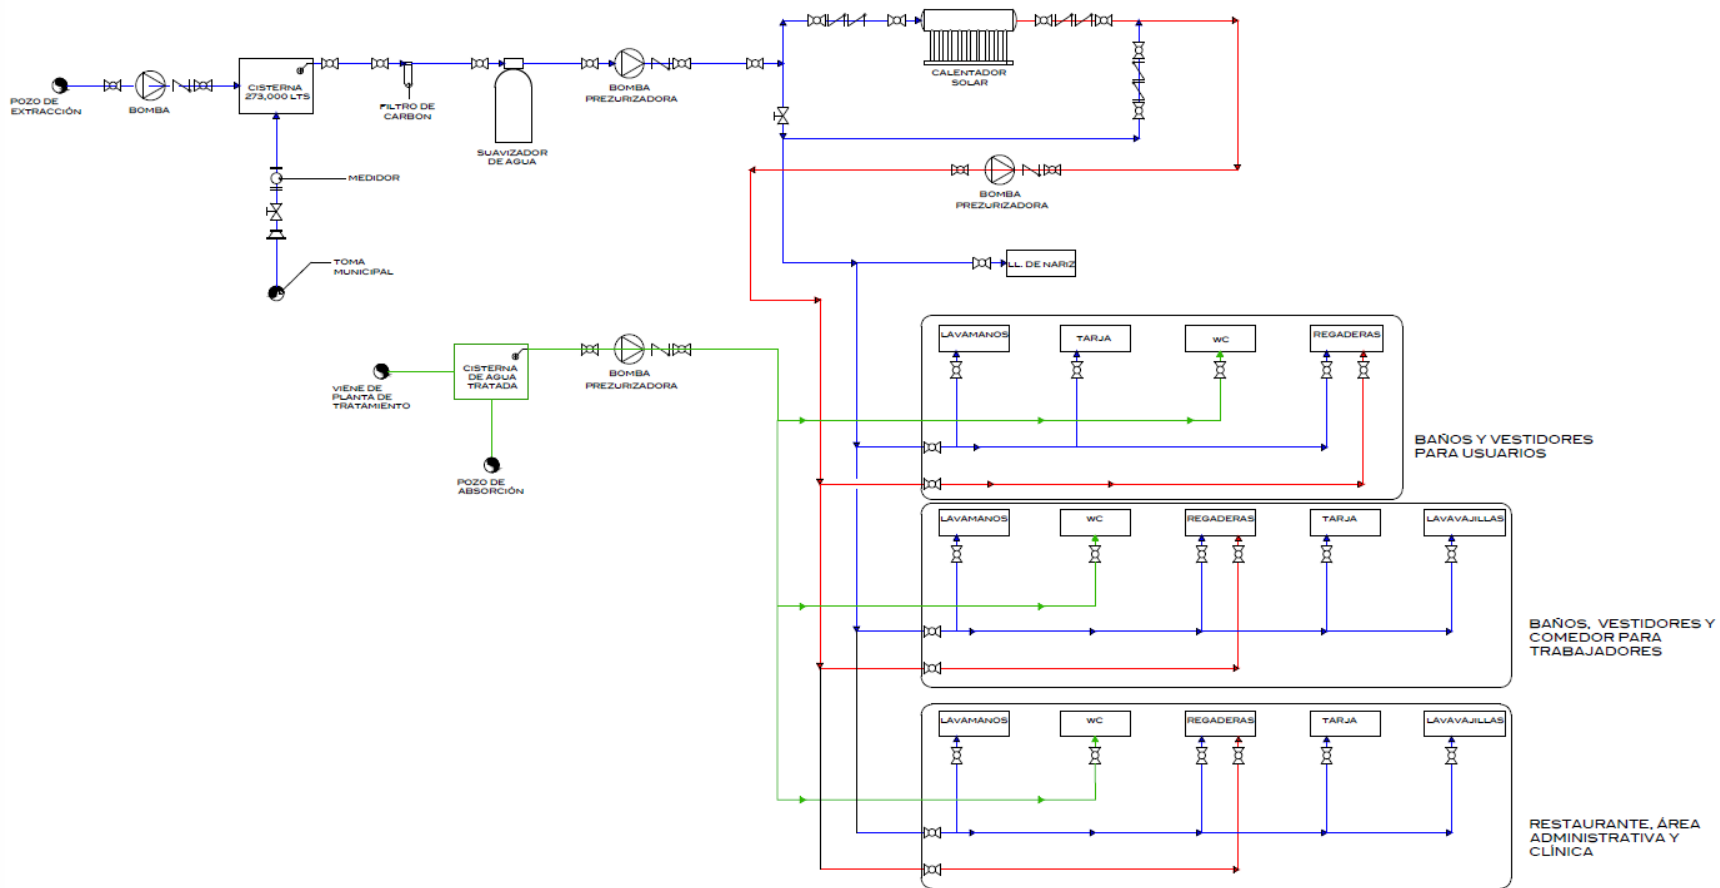 CALENTADOR
SOLAR
POZO DE
EXTRACCIÓN
BOMBA
CISTERNA
273,000 LTS
FILTRO DE
CARBON
SUAVIZADOR
DE AGUA
BOMBA
PREZURIZADORA
MEDIDOR
TOMA
MUNICIPAL
BOMBA
PREZURIZADORA
LL. DE NARIZ
VIENE DE
PLANTA DE
TRATAMIENTO
CISTERNA
DE AGUA
TRATADA
BOMBA
PREZURIZADORA
POZO DE
ABSORCIÓN
LAVAMANOS
TARJA
WC
REGADERAS
BAÑOS Y VESTIDORES
PARA USUARIOS
LAVAMANOS
WC
REGADERAS
TARJA
LAVAVAJILLAS
BAÑOS, VESTIDORES Y
COMEDOR PARA
TRABAJADORES
LAVAMANOS
WC
REGADERAS
TARJA
LAVAVAJILLAS
RESTAURANTE, ÁREA
ADMINISTRATIVA Y
CLÍNICA